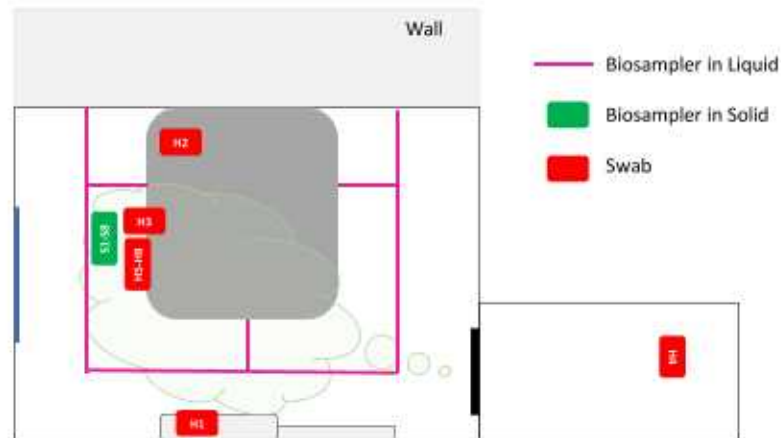 Wall
Biosampler in Liquid
Biosampler in Solid
Swab
H2
H3
S1-S8
H5-H8
H4
H1